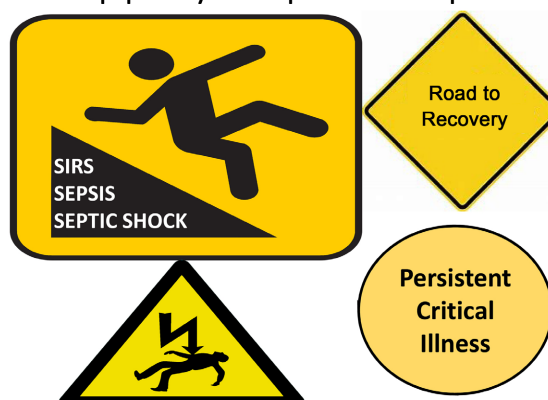 SIRS
SEPSIS
SEPTIC SHOCK
Road to
Recovery
Persistent
Critical
Illness